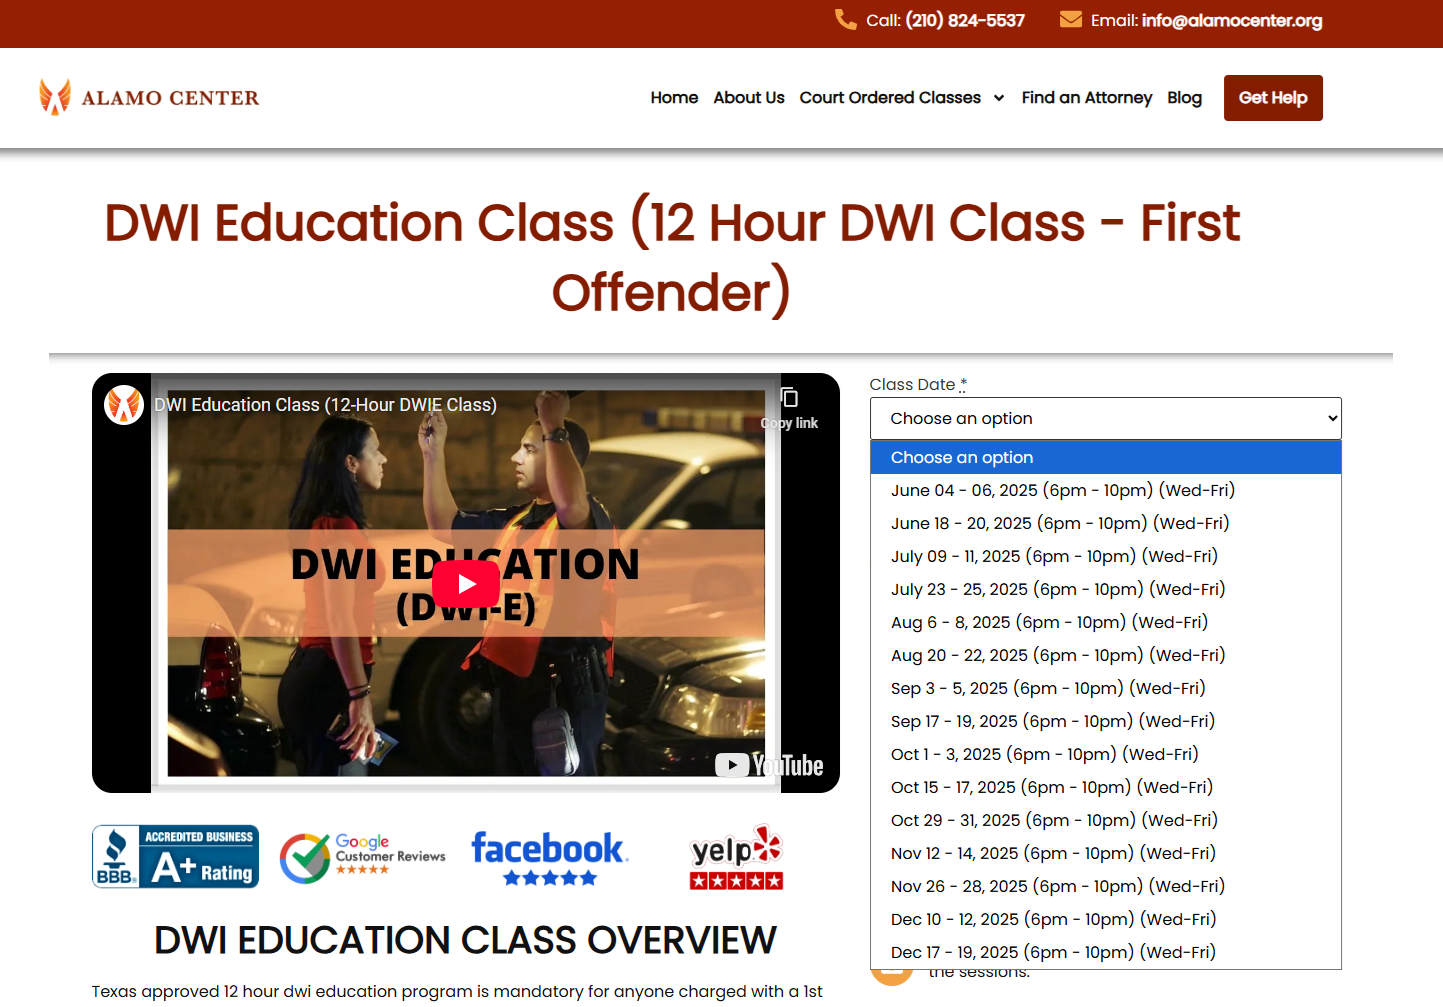 Call: (210) 824-5537
Email: info@alamocenter.org
ALAMO CENTER
Home
About Us
Court Ordered Classes
Find an Attorney
Blog
Get Help
DWI Education Class (12 Hour DWI Class - First
Offender)
DWI Education Class (12-Hour DWIE Class)
Copy link
DWI EDUCATION
(DWI-E)
YouTube
BBB.
ACCREDITED BUSINESS
A+ Rating
Google
Customer Reviews
facebook.
yelp
DWI EDUCATION CLASS OVERVIEW
Texas approved 12 hour dwi education program is mandatory for anyone charged with a 1st
Class Date *
Choose an option
Choose an option
June 04 - 06, 2025 (6pm - 10pm) (Wed-Fri)
June 18 - 20, 2025 (6pm - 10pm) (Wed-Fri)
July 09 - 11, 2025 (6pm - 10pm) (Wed-Fri)
July 23 - 25, 2025 (6pm - 10pm) (Wed-Fri)
Aug 6 - 8, 2025 (6pm - 10pm) (Wed-Fri)
Aug 20 - 22, 2025 (6pm - 10pm) (Wed-Fri)
Sep 3 - 5, 2025 (6pm - 10pm) (Wed-Fri)
Sep 17 - 19, 2025 (6pm - 10pm) (Wed-Fri)
Oct 1 - 3, 2025 (6pm - 10pm) (Wed-Fri)
Oct 15 - 17, 2025 (6pm - 10pm) (Wed-Fri)
Oct 29 - 31, 2025 (6pm - 10pm) (Wed-Fri)
Nov 12 - 14, 2025 (6pm - 10pm) (Wed-Fri)
Nov 26 - 28, 2025 (6pm - 10pm) (Wed-Fri)
Dec 10 - 12, 2025 (6pm - 10pm) (Wed-Fri)
Dec 17 - 19, 2025 (6pm - 10pm) (Wed-Fri)
the sessions.